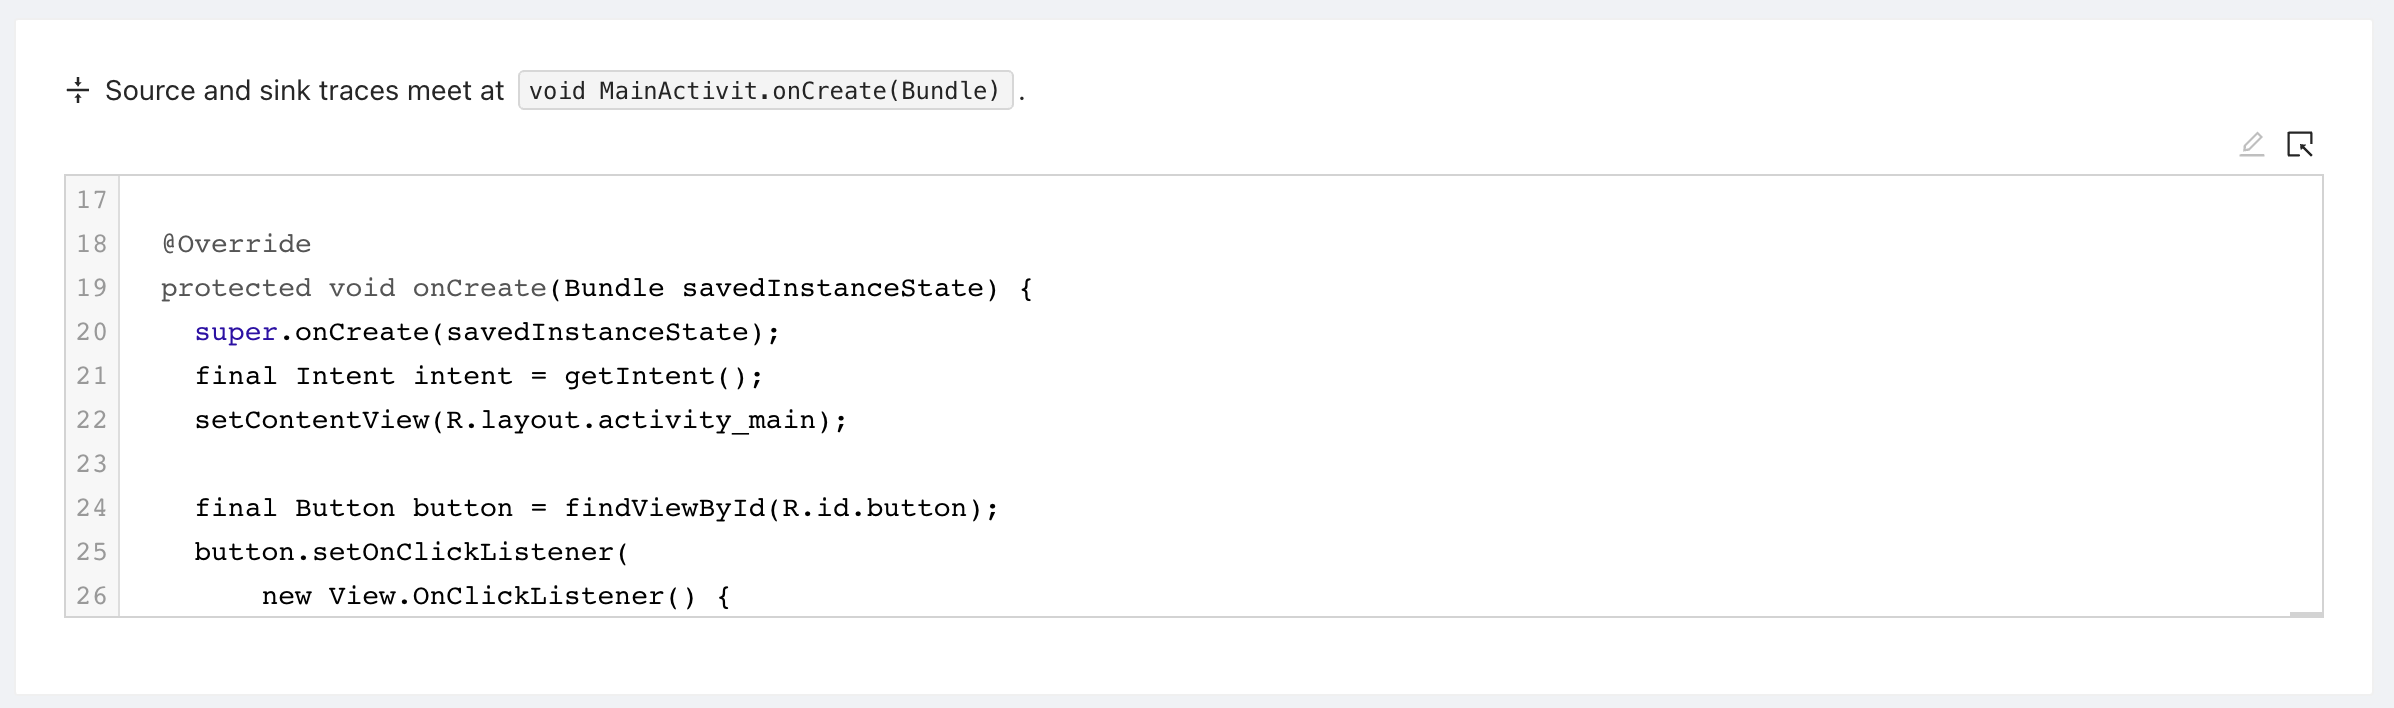 Source and sink traces meet at void MainActivit.onCreate(Bundle) .
17
18 @Override
19 protected void onCreate(Bundle savedInstanceState) {
20 super.onCreate(savedInstanceState);
21 final Intent intent = getIntent();
22 setContentView(R.layout.activity_main);
23
24 final Button button = findViewById(R.id.button);
25 button.setOnClickListener(
26 new View.OnClickListener() {